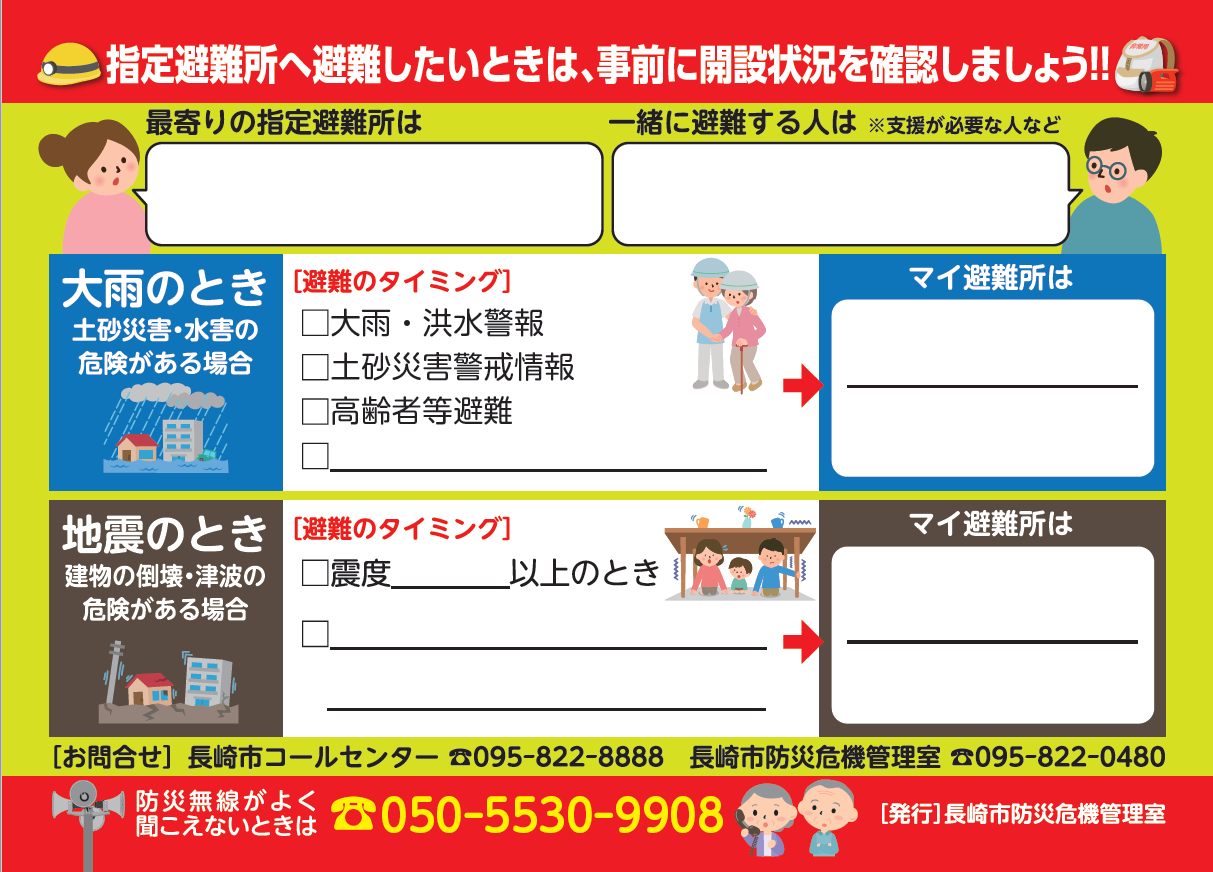 指定避難所へ避難したいときは、事前に開設状況を確認しましょう!!
非常用
最寄りの指定避難所は
一緒に避難する人は ※支援が必要な人など
大雨のとき
土砂災害・水害の
危険がある場合
[避難のタイミング]
□大雨・洪水警報
□土砂災害警戒情報
□高齢者等避難
□
マイ避難所は
地震のとき
建物の倒壊・津波の
危険がある場合
[避難のタイミング]
□震度________以上のとき
□
マイ避難所は
[お問合せ] 長崎市コールセンター ☎095-822-8888 長崎市防災危機管理室 ☎095-822-0480
防災無線がよく
聞こえないときは
☎050-5530-9908
[発行]長崎市防災危機管理室